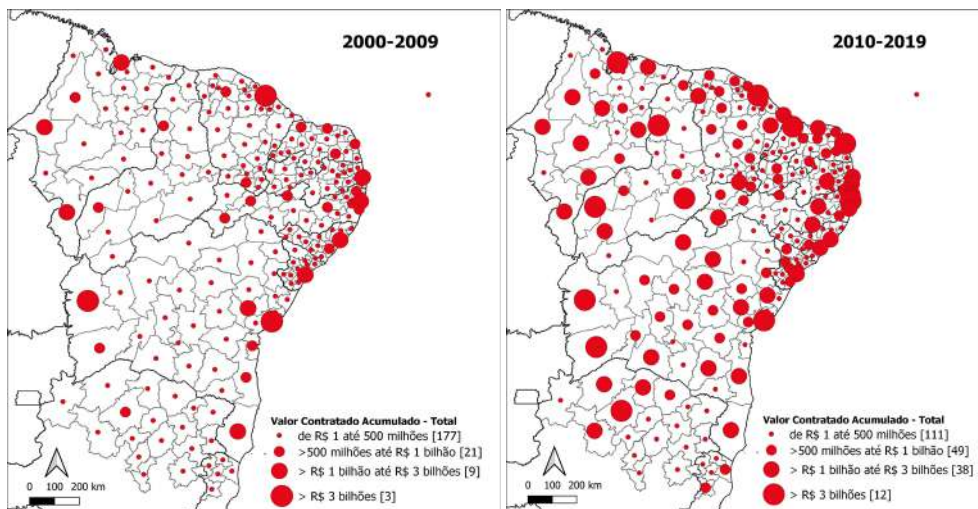 2000-2009
Valor Contratado Acumulado - Total
de R$ 1 até 500 milhões [177]
>500 milhões até R$ 1 bilhão [21]
> R$ 1 bilhão até R$ 3 bilhões [9]
> R$ 3 bilhões [3]
0 100 200 km
2010-2019
Valor Contratado Acumulado - Total
de R$ 1 até 500 milhões [111]
>500 milhões até R$ 1 bilhão [49]
> R$ 1 bilhão até R$ 3 bilhões [38]
> R$ 3 bilhões [12]
0 100 200 km